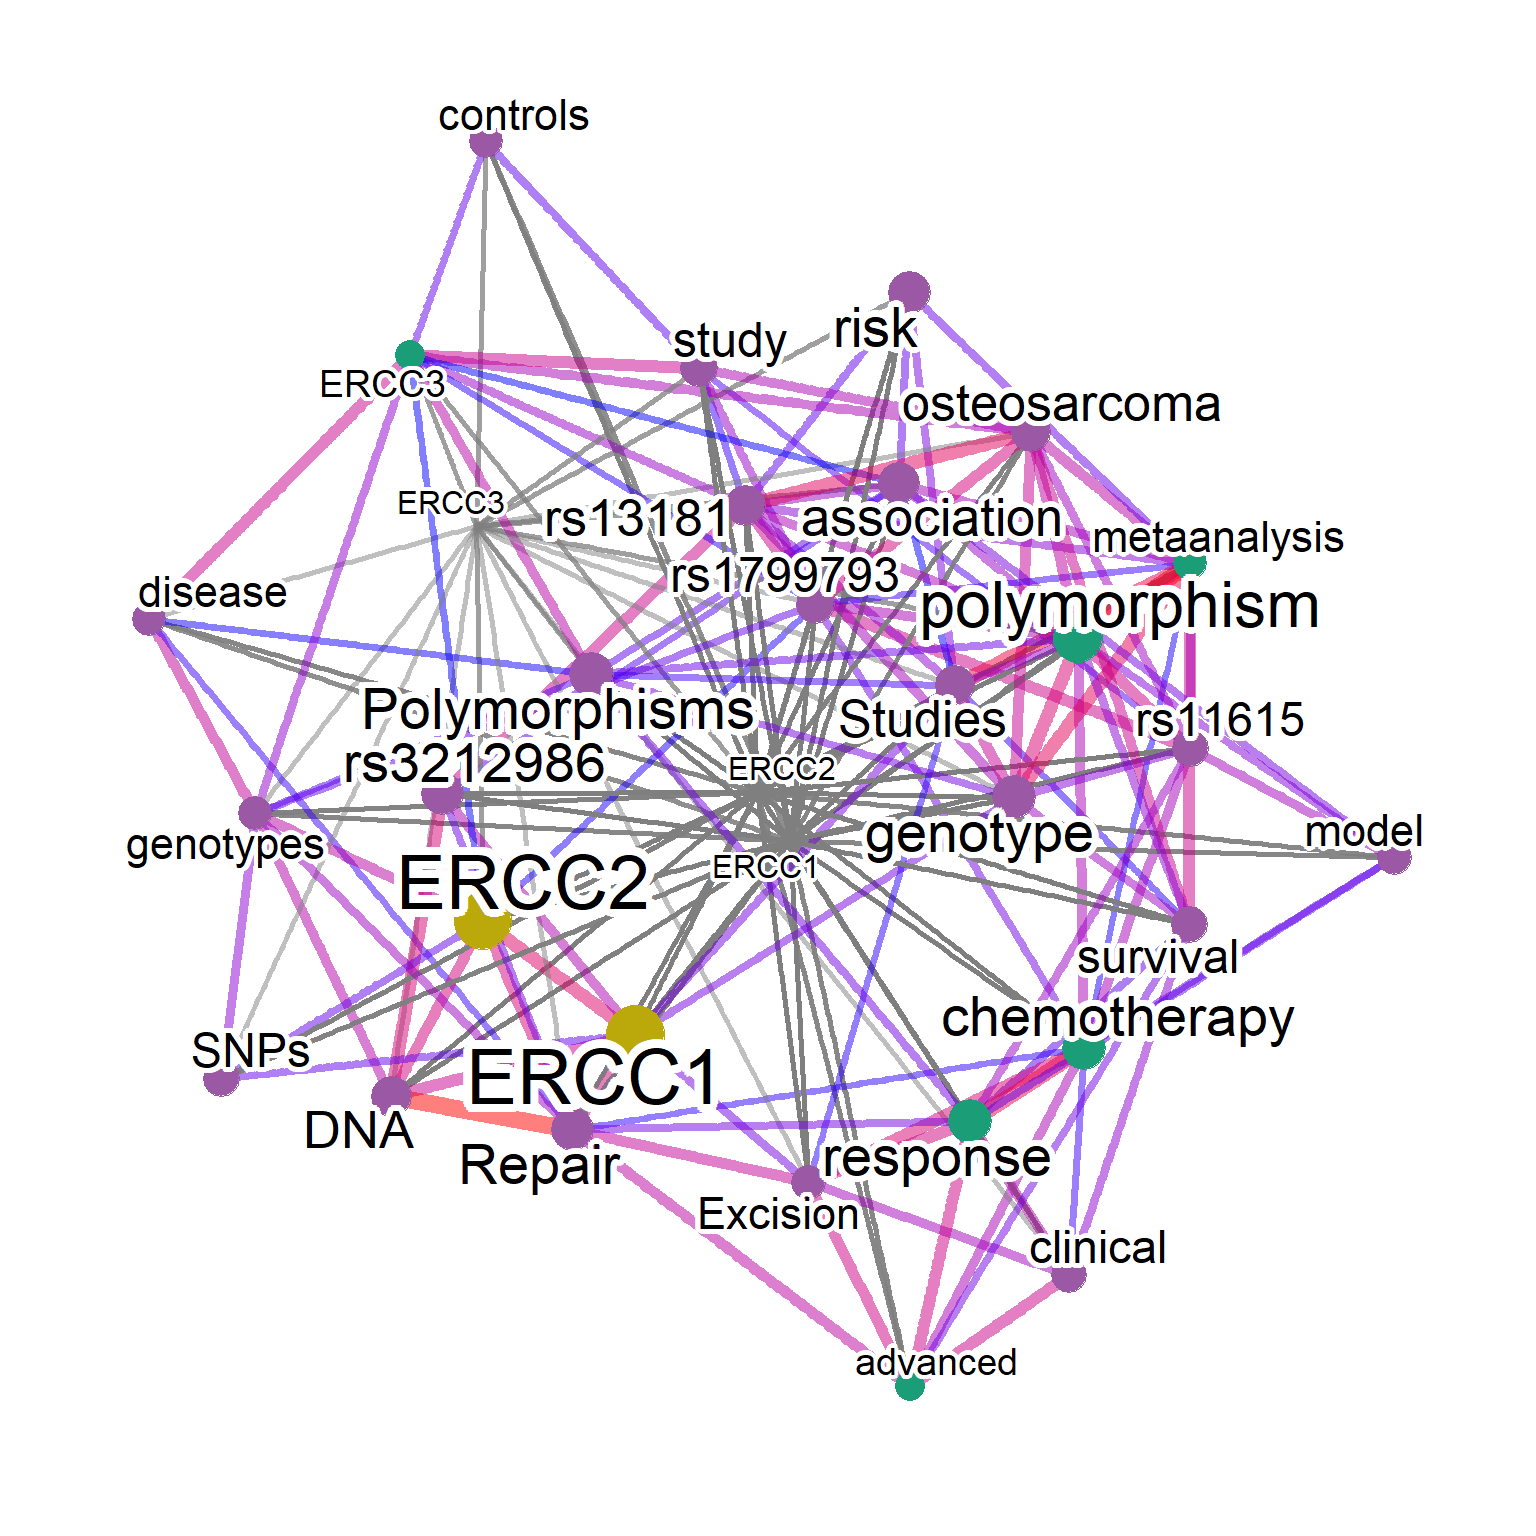 controls
study
risk
ERCC3
osteosarcoma
ERCC3
rs13181
association
metaanalysis
rs1799793
disease
polymorphism
Polymorphisms
Studies
rs11615
rs3212986
ERCC2
genotypes
genotype
model
ERCC1
ERCC2
survival
chemotherapy
SNPs
ERCC1
DNA
Repair
response
Excision
clinical
advanced